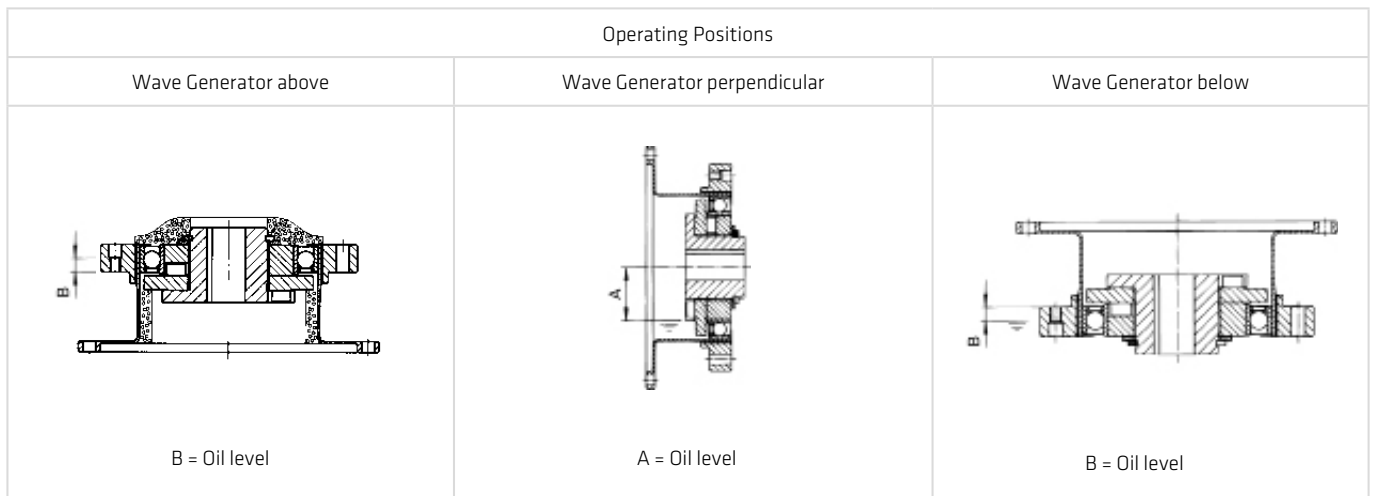 Operating Positions
Wave Generator above
Wave Generator perpendicular
Wave Generator below
B
A
B
B = Oil level
A = Oil level
B = Oil level